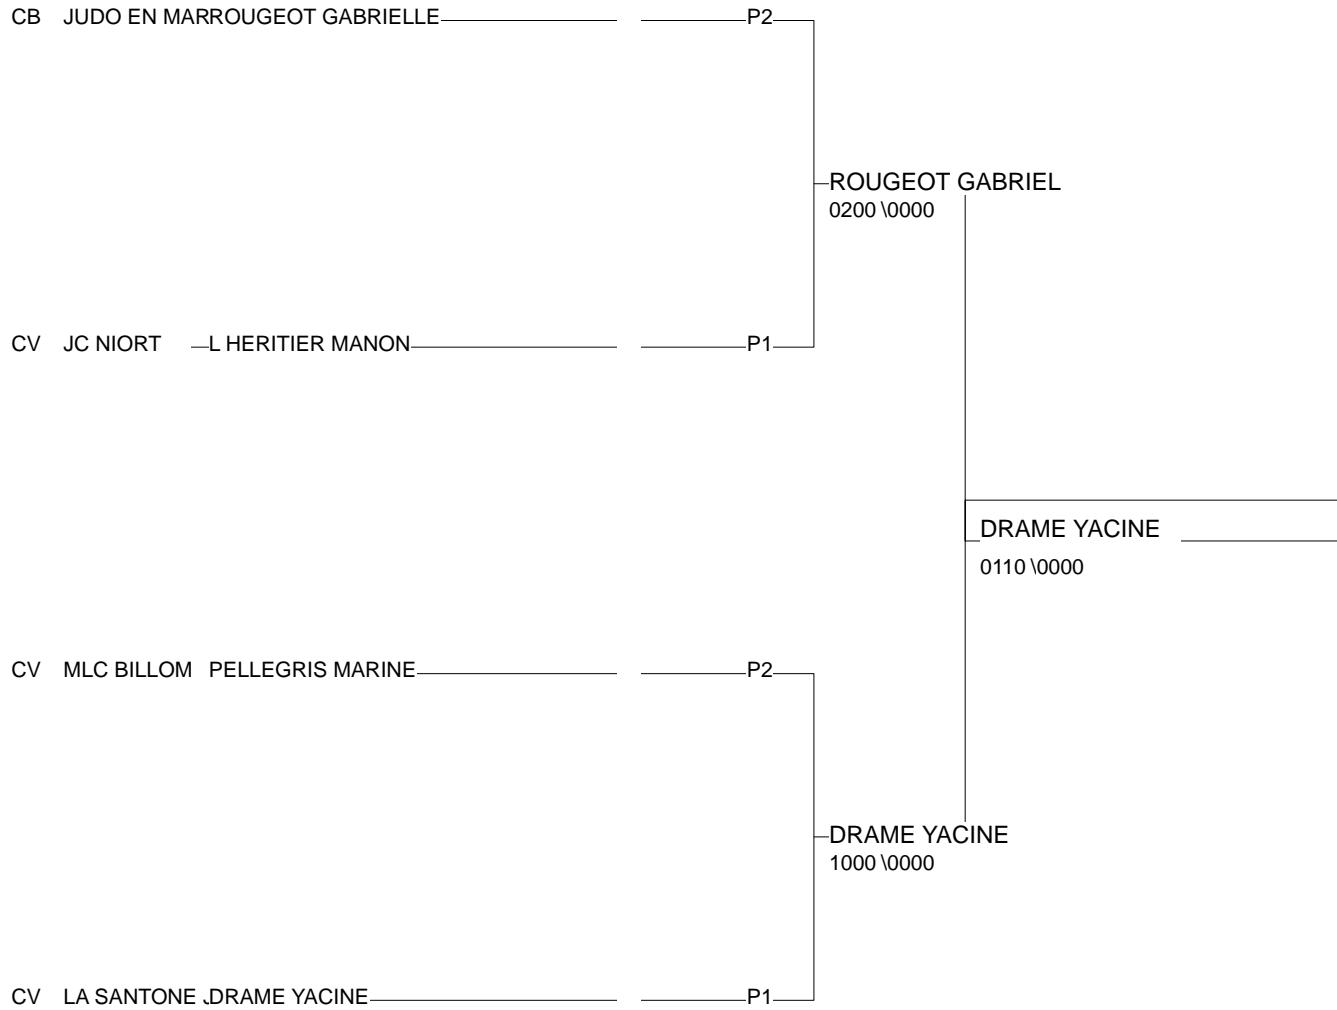 CB JUDO EN MARROUGEOT GABRIELLE P2
ROUGEOT GABRIEL
0200 \0000
CV JC NIORT L HERITIER MANON P1
DRAME YACINE
0110 \0000
CV MLC BILLOM PELLEGRIS MARINE P2
DRAME YACINE
1000 \0000
CV LA SANTONE JDRAME YACINE P1